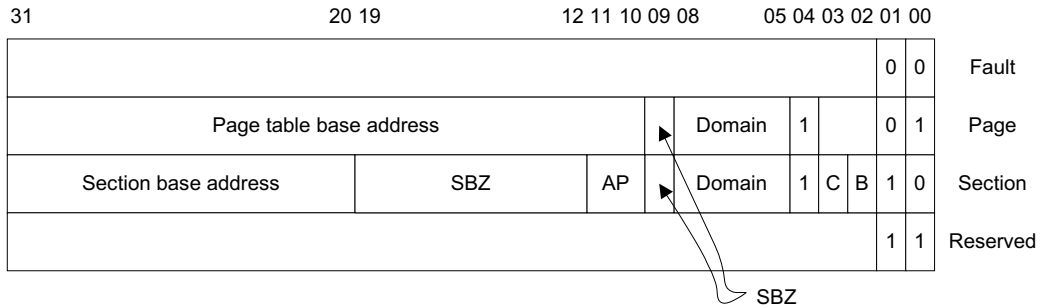 31 20 19 12 11 10 09 08 05 04 03 02 01 00
0 0 Fault
Page table base address Domain 1 0 1 Page
Section base address SBZ AP Domain 1 C B 1 0 Section
1 1 Reserved
SBZ